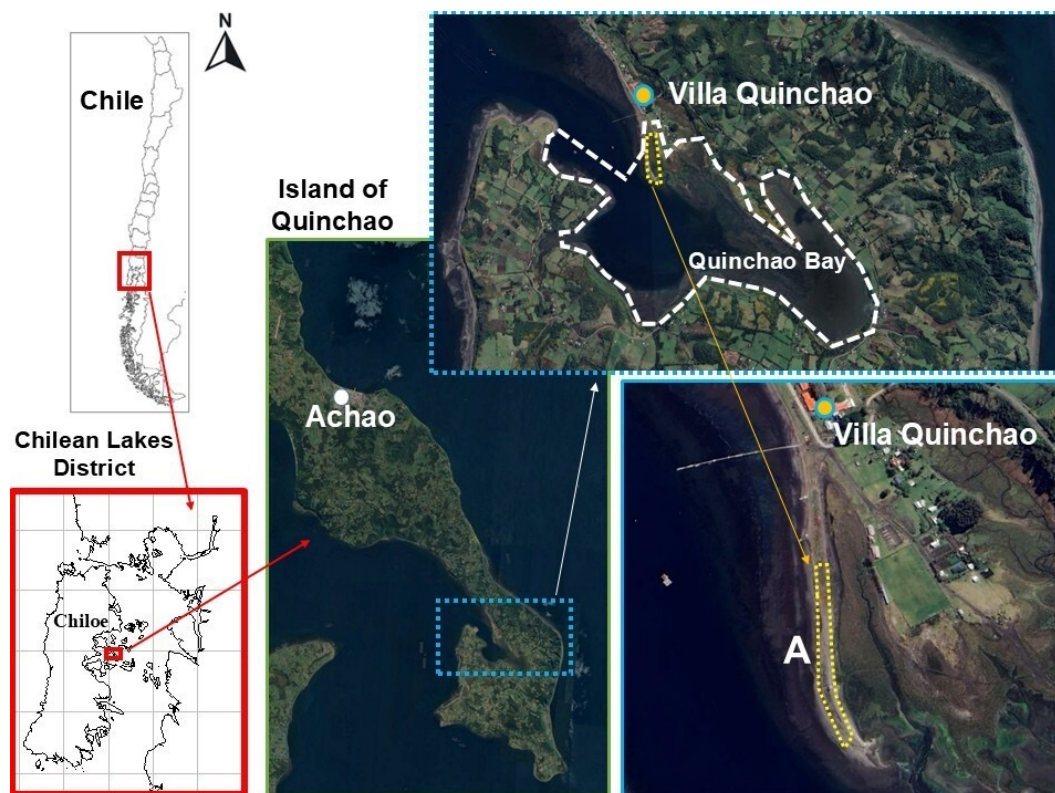 N
Chile
Villa Quinchao
Island of
Quinchao
Quinchao Bay
Achao
Villa Quinchao
Chilean Lakes
District
Chiloe
A